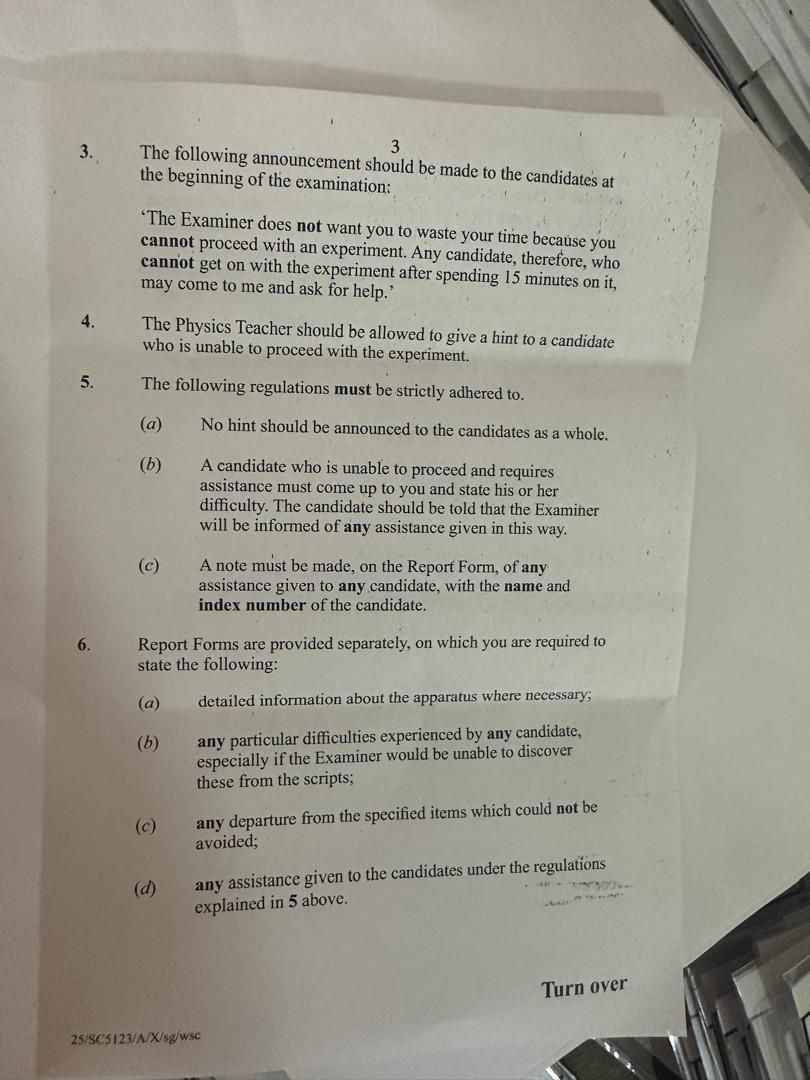 3
3. The following announcement should be made to the candidates at
the beginning of the examination:
‘The Examiner does not want you to waste your time because you
cannot proceed with an experiment. Any candidate, therefore, who
cannot get on with the experiment after spending 15 minutes on it,
may come to me and ask for help.’
4. The Physics Teacher should be allowed to give a hint to a candidate
who is unable to proceed with the experiment.
5. The following regulations must be strictly adhered to.
(a) No hint should be announced to the candidates as a whole.
(b) A candidate who is unable to proceed and requires
assistance must come up to you and state his or her
difficulty. The candidate should be told that the Examiner
will be informed of any assistance given in this way.
(c) A note must be made, on the Report Form, of any
assistance given to any candidate, with the name and
index number of the candidate.
6. Report Forms are provided separately, on which you are required to
state the following:
(a) detailed information about the apparatus where necessary;
(b) any particular difficulties experienced by any candidate,
especially if the Examiner would be unable to discover
these from the scripts;
(c) any departure from the specified items which could not be
avoided;
(d) any assistance given to the candidates under the regulations
explained in 5 above.
Turn over
25/SC5123/A/X/sg/wsc